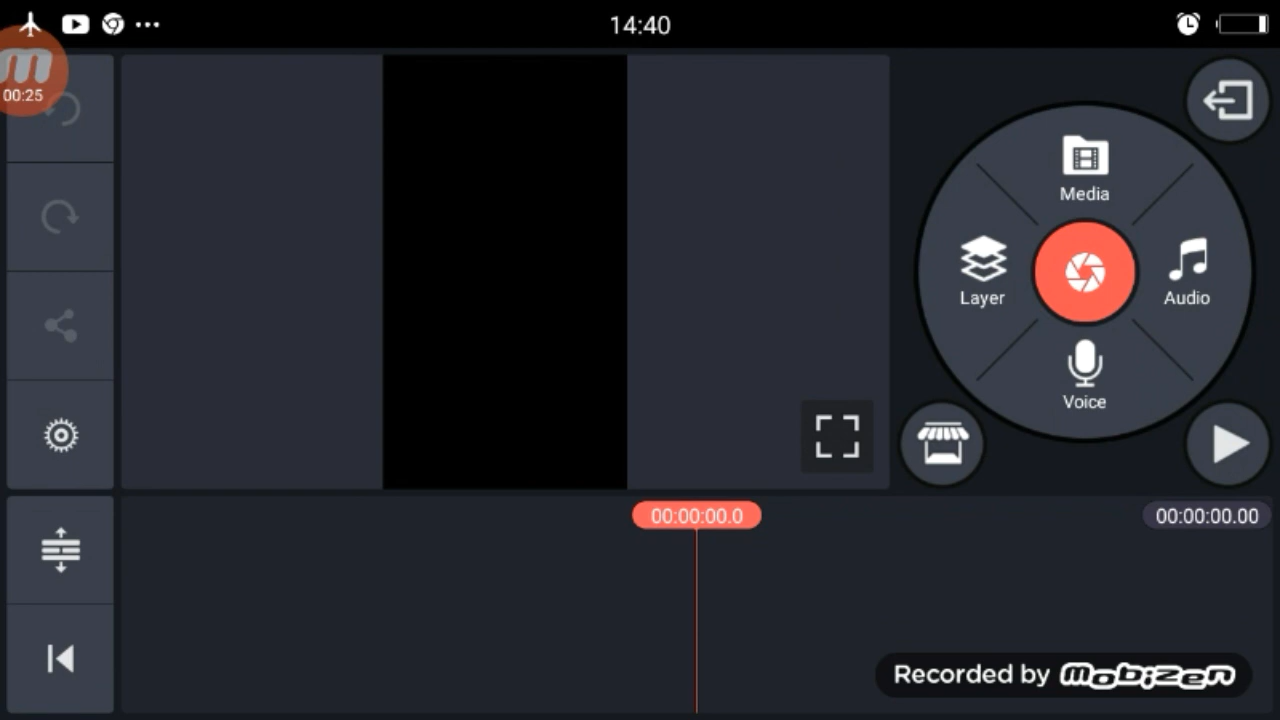 14:40
00:25
Media
Layer
Audio
Voice
00:00:00.0
00:00:00.00
Recorded by mobizen